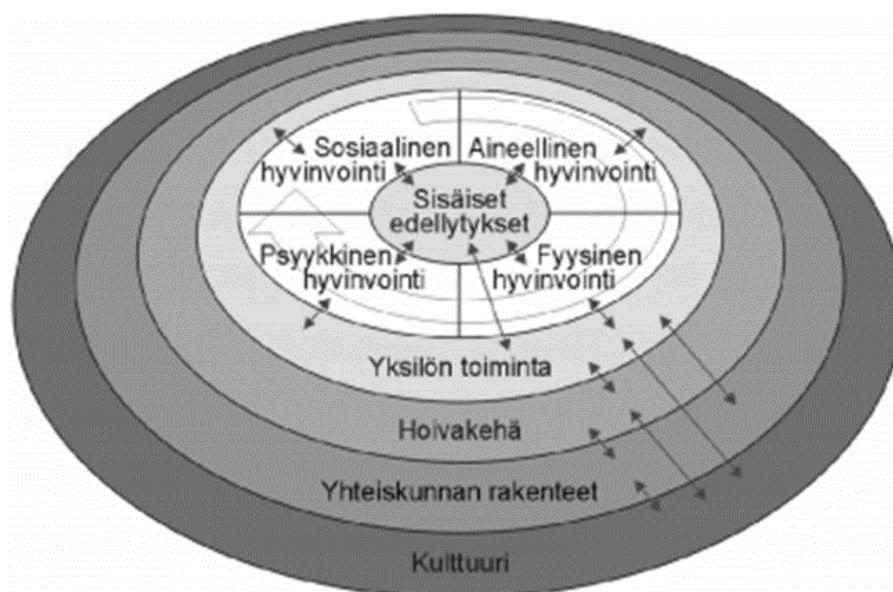 Sosiaalinen
hyvinvointi
Aineellinen
hyvinvointi
Sisäiset
edellytykset
Psyykkinen
hyvinvointi
Fyysinen
hyvinvointi
Yksilön toiminta
Hoivakehä
Yhteiskunnan rakenteet
Kulttuuri